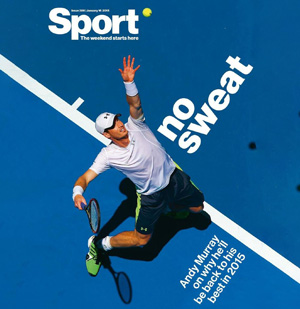 Sport
The weekend starts here
no
sweat
Andy Murray
on why he'll
be back to his
best in 2015